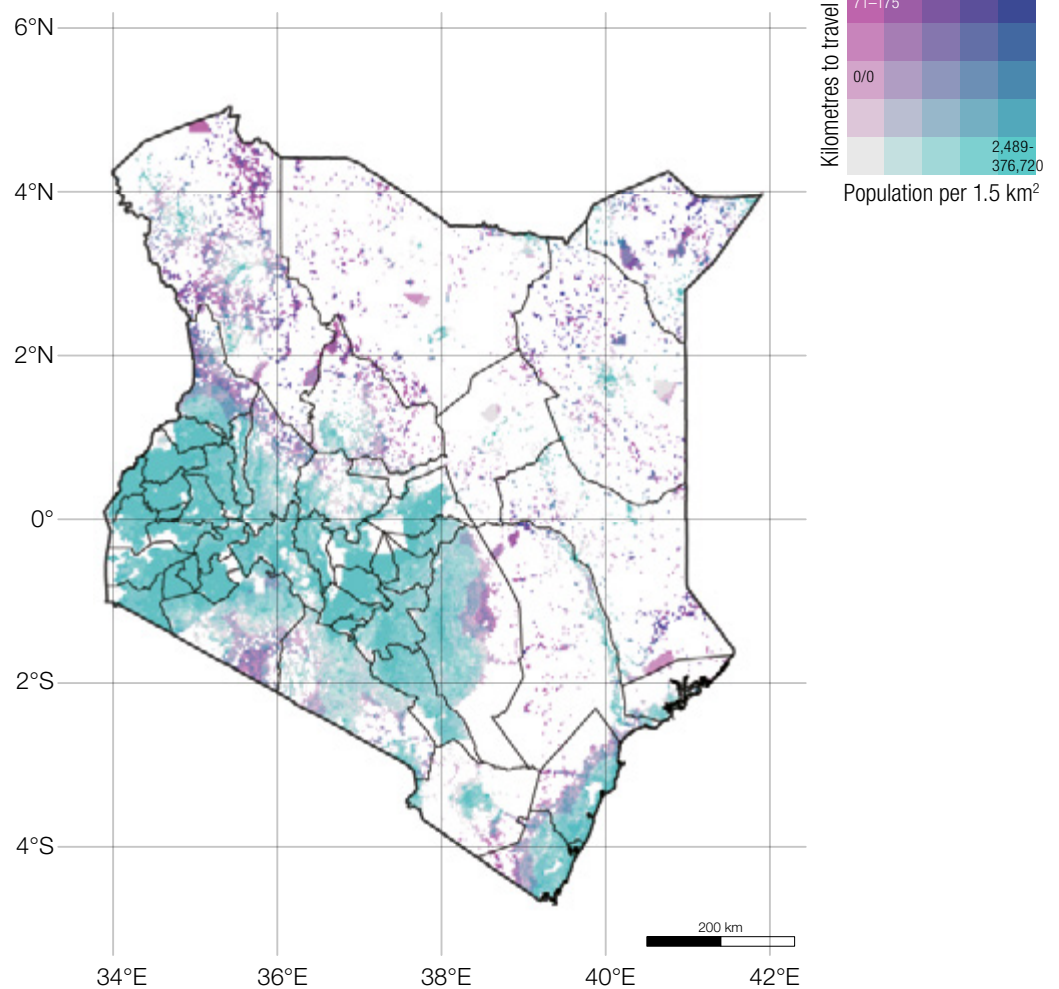 71–175
0/0
2,489-
376,720
Kilometres to travel
Population per 1.5 km²
6°N
4°N
2°N
0°
2°S
4°S
200 km
34°E
36°E
38°E
40°E
42°E